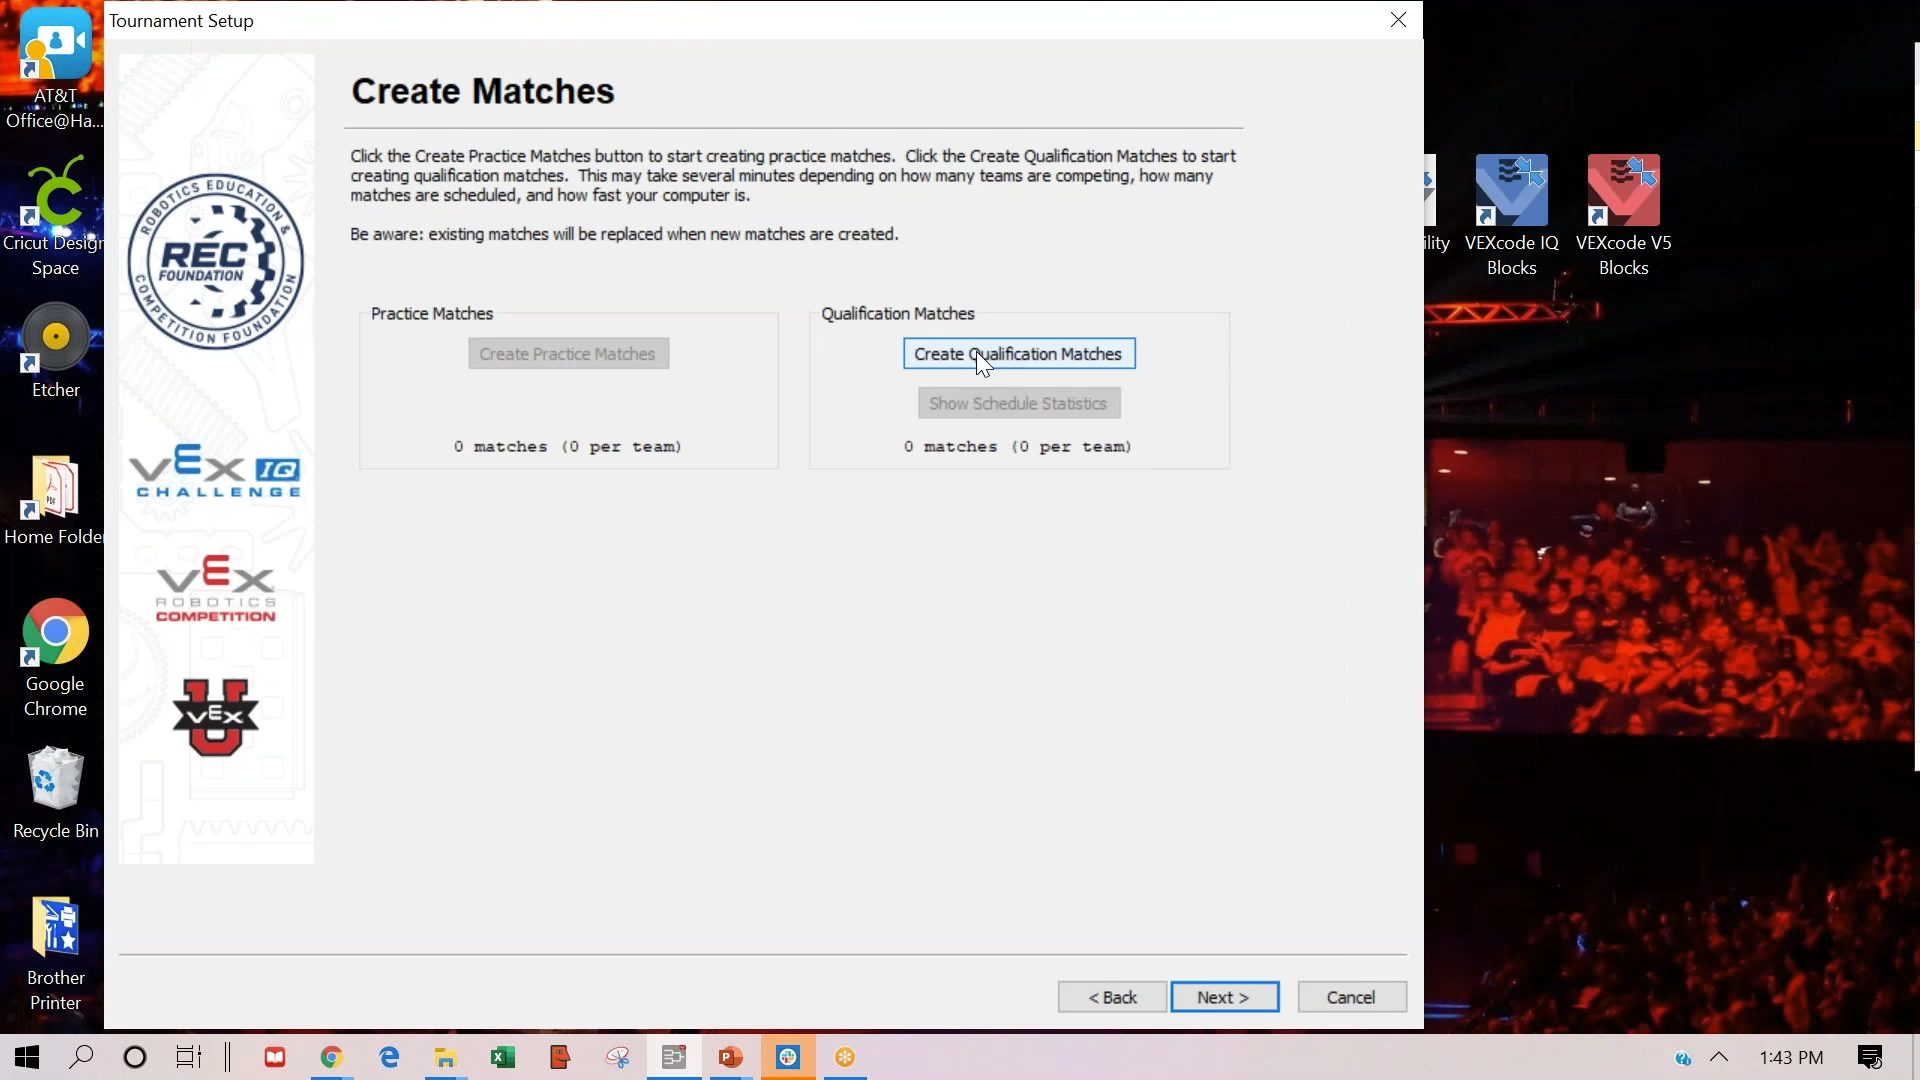 Tournament Setup
AT&T
Office@Ha...
Cricut Design
Space
Etcher
Home Folder
Google
Chrome
Recycle Bin
Brother
Printer
ROBOTICS EDUCATION &
REC
FOUNDATION
COMPETITION FOUNDATION
VEX IQ
CHALLENGE
VEX
ROBOTICS
COMPETITION
U
VEX
Create Matches
Click the Create Practice Matches button to start creating practice matches. Click the Create Qualification Matches to start
creating qualification matches. This may take several minutes depending on how many teams are competing, how many
matches are scheduled, and how fast your computer is.
Be aware: existing matches will be replaced when new matches are created.
Practice Matches
Create Practice Matches
0 matches (0 per team)
Qualification Matches
Create Qualification Matches
Show Schedule Statistics
0 matches (0 per team)
< Back
Next >
Cancel
ility
VEXcode IQ
Blocks
VEXcode V5
Blocks
1:43 PM